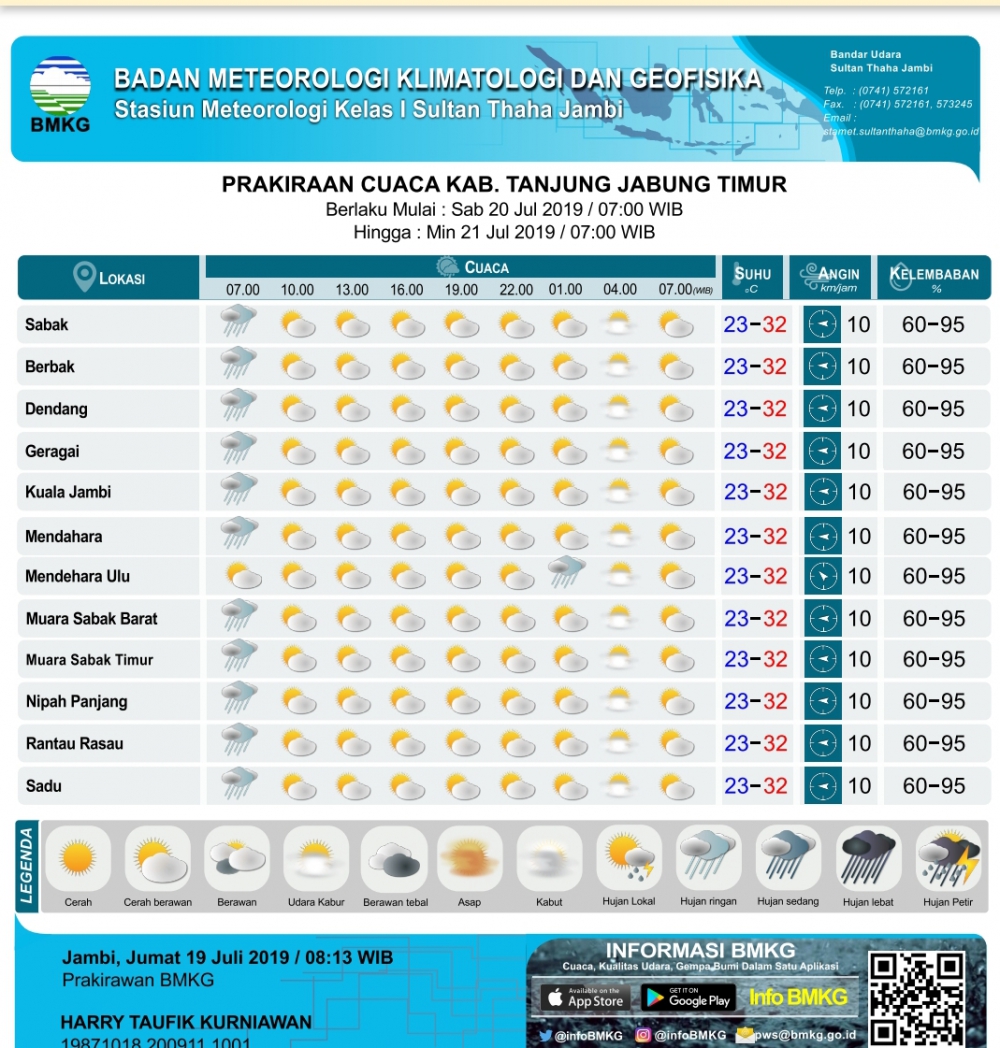 BMKG
BADAN METEOROLOGI KLIMATOLOGI DAN GEOFISIKA
Stasiun Meteorologi Kelas I Sultan Thaha Jambi
Bandar Udara
Sultan Thaha Jambi
Telp. : (0741) 572161
Fax. : (0741) 572161, 573245
Email :
stamet.sultanthaha@bmkg.go.id
PRAKIRAAN CUACA KAB. TANJUNG JABUNG TIMUR
Berlaku Mulai : Sab 20 Jul 2019 / 07:00 WIB
Hingga : Min 21 Jul 2019 / 07:00 WIB
LOKASI CUACA SUHU °C ANGIN km/jam KELEMBABAN %
07.00 10.00 13.00 16.00 19.00 22.00 01.00 04.00 07.00 (WIB)
Sabak 23-32 10 60-95
Berbak 23-32 10 60-95
Dendang 23-32 10 60-95
Geragai 23-32 10 60-95
Kuala Jambi 23-32 10 60-95
Mendahara 23-32 10 60-95
Mendehara Ulu 23-32 10 60-95
Muara Sabak Barat 23-32 10 60-95
Muara Sabak Timur 23-32 10 60-95
Nipah Panjang 23-32 10 60-95
Rantau Rasau 23-32 10 60-95
Sadu 23-32 10 60-95
LEGENDA
Cerah Cerah berawan Berawan Udara Kabur Berawan tebal Asap Kabut Hujan Lokal Hujan ringan Hujan sedang Hujan lebat Hujan Petir
Jambi, Jumat 19 Juli 2019 / 08:13 WIB
Prakirawan BMKG
HARRY TAUFIK KURNIAWAN
19871018 200911 1001
INFORMASI BMKG
Cuaca, Kualitas Udara, Gempa Bumi Dalam Satu Aplikasi
Available on the App Store
GET IT ON Google Play
Info BMKG
@infoBMKG @infoBMKG pws@bmkg.go.id